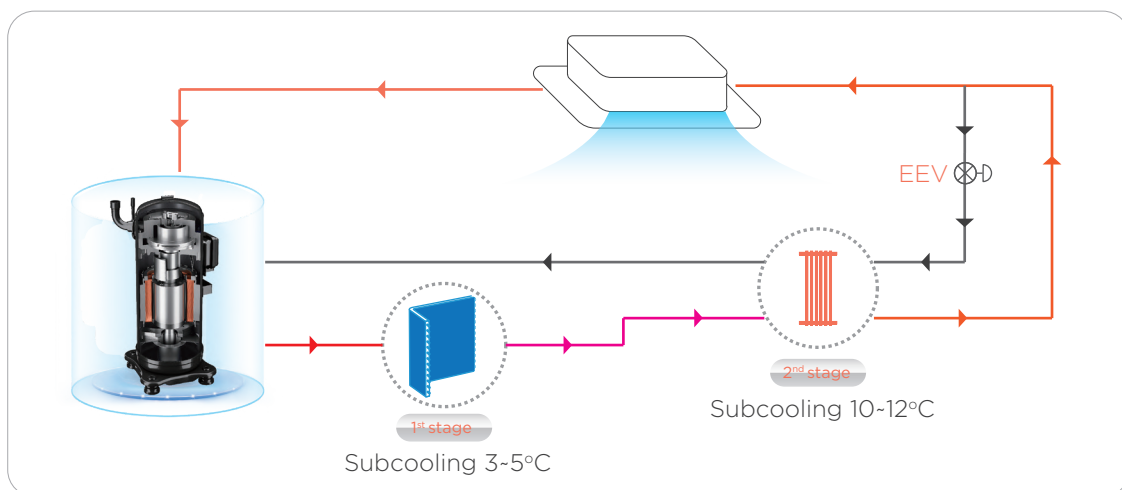 EEV
2nd stage
Subcooling 10~12°C
1st stage
Subcooling 3~5°C